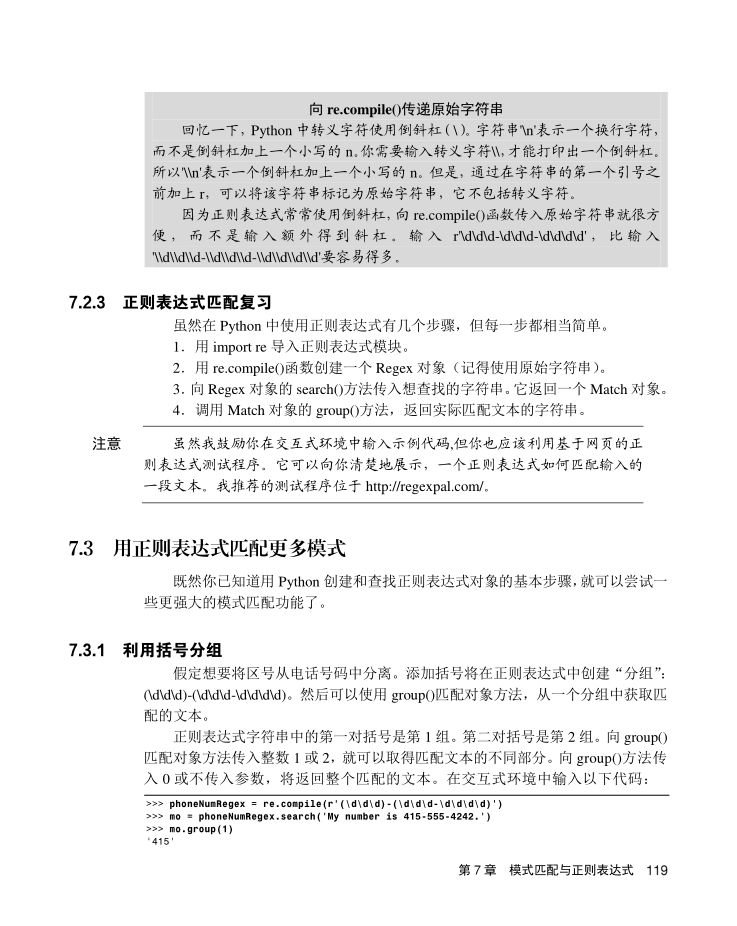 向 re.compile()传递原始字符串
回忆一下，Python 中转义字符使用倒斜杠（\）。字符串'\n'表示一个换行字符，
而不是倒斜杠加上一个小写的 n。你需要输入转义字符\\，才能打印出一个倒斜杠。
所以'\\n'表示一个倒斜杠加上一个小写的 n。但是，通过在字符串的第一个引号之
前加上 r，可以将该字符串标记为原始字符串，它不包括转义字符。
因为正则表达式常常使用倒斜杠，向 re.compile()函数传入原始字符串就很方
便，而不是输入额外得到斜杠。输入 r'\d\d\d-\d\d\d-\d\d\d\d'，比输入
'\\d\\d\\d-\\d\\d\\d-\\d\\d\\d\\d'要容易得多。
7.2.3 正则表达式匹配复习
虽然在 Python 中使用正则表达式有几个步骤，但每一步都相当简单。
1．用 import re 导入正则表达式模块。
2．用 re.compile()函数创建一个 Regex 对象（记得使用原始字符串）。
3．向 Regex 对象的 search()方法传入想查找的字符串。它返回一个 Match 对象。
4．调用 Match 对象的 group()方法，返回实际匹配文本的字符串。
注意 虽然我鼓励你在交互式环境中输入示例代码,但你也应该利用基于网页的正
则表达式测试程序。它可以向你清楚地展示，一个正则表达式如何匹配输入的
一段文本。我推荐的测试程序位于 http://regexpal.com/。
7.3 用正则表达式匹配更多模式
既然你已知道用 Python 创建和查找正则表达式对象的基本步骤，就可以尝试一
些更强大的模式匹配功能了。
7.3.1 利用括号分组
假定想要将区号从电话号码中分离。添加括号将在正则表达式中创建“分组”：
(\d\d\d)-(\d\d\d-\d\d\d\d)。然后可以使用 group()匹配对象方法，从一个分组中获取匹
配的文本。
正则表达式字符串中的第一对括号是第 1 组。第二对括号是第 2 组。向 group()
匹配对象方法传入整数 1 或 2，就可以取得匹配文本的不同部分。向 group()方法传
入 0 或不传入参数，将返回整个匹配的文本。在交互式环境中输入以下代码：
>>> phoneNumRegex = re.compile(r'(\d\d\d)-(\d\d\d-\d\d\d\d)')
>>> mo = phoneNumRegex.search('My number is 415-555-4242.')
>>> mo.group(1)
'415'
第 7 章 模式匹配与正则表达式 119